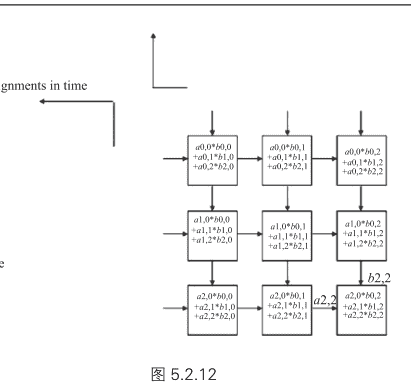 gnments in time
a0,0*b0,0
+a0,1*b1,0
+a0,2*b2,0
a0,0*b0,1
+a0,1*b1,1
+a0,2*b2,1
a0,0*b0,2
+a0,1*b1,2
+a0,2*b2,2
a1,0*b0,0
+a1,1*b1,0
+a1,2*b2,0
a1,0*b0,1
+a1,1*b1,1
+a1,2*b2,1
a1,0*b0,2
+a1,1*b1,2
+a1,2*b2,2
e
b2,2
a2,0*b0,0
+a2,1*b1,0
+a2,2*b2,0
a2,0*b0,1
+a2,1*b1,1
+a2,2*b2,1
a2,2
a2,0*b0,2
+a2,1*b1,2
+a2,2*b2,2
图 5.2.12